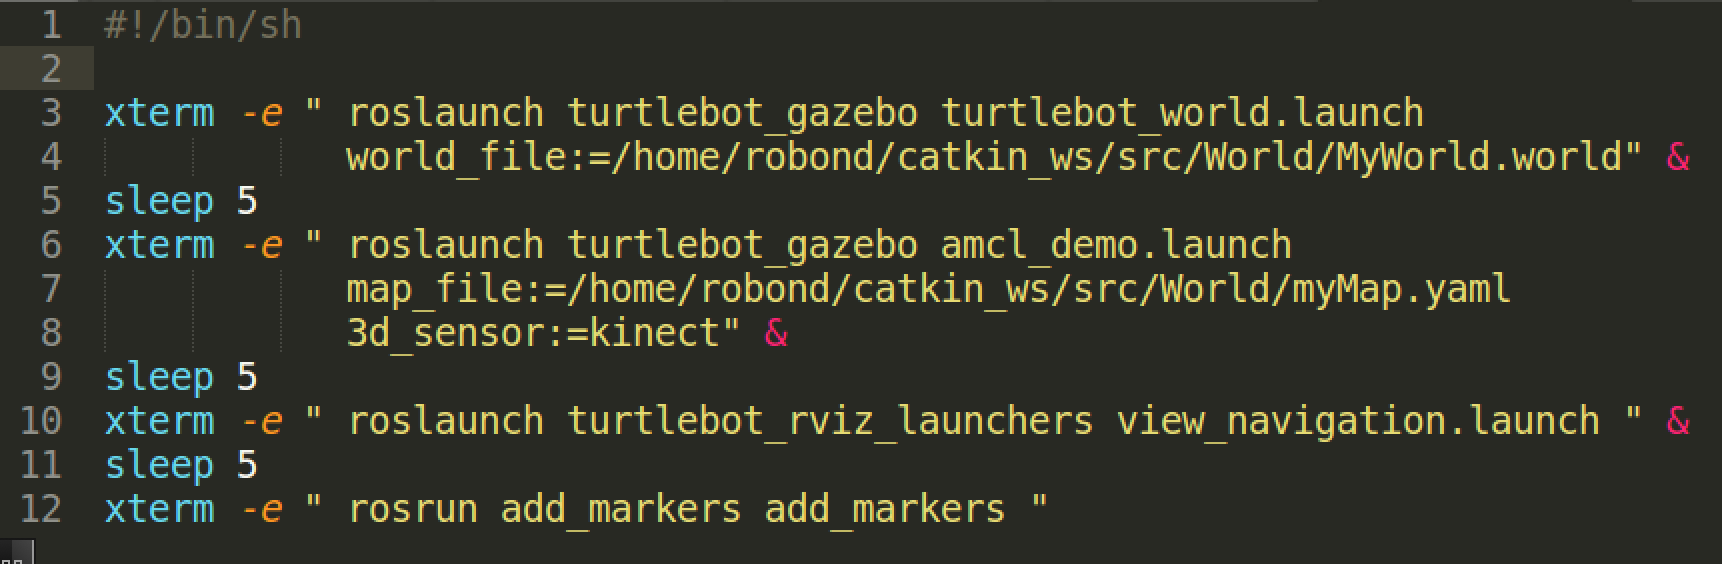 1 #!/bin/sh
2
3 xterm -e " roslaunch turtlebot_gazebo turtlebot_world.launch
4            world_file:=/home/robond/catkin_ws/src/World/MyWorld.world" &
5 sleep 5
6 xterm -e " roslaunch turtlebot_gazebo amcl_demo.launch
7            map_file:=/home/robond/catkin_ws/src/World/myMap.yaml
8            3d_sensor:=kinect" &
9 sleep 5
10 xterm -e " roslaunch turtlebot_rviz_launchers view_navigation.launch " &
11 sleep 5
12 xterm -e " rosrun add_markers add_markers "